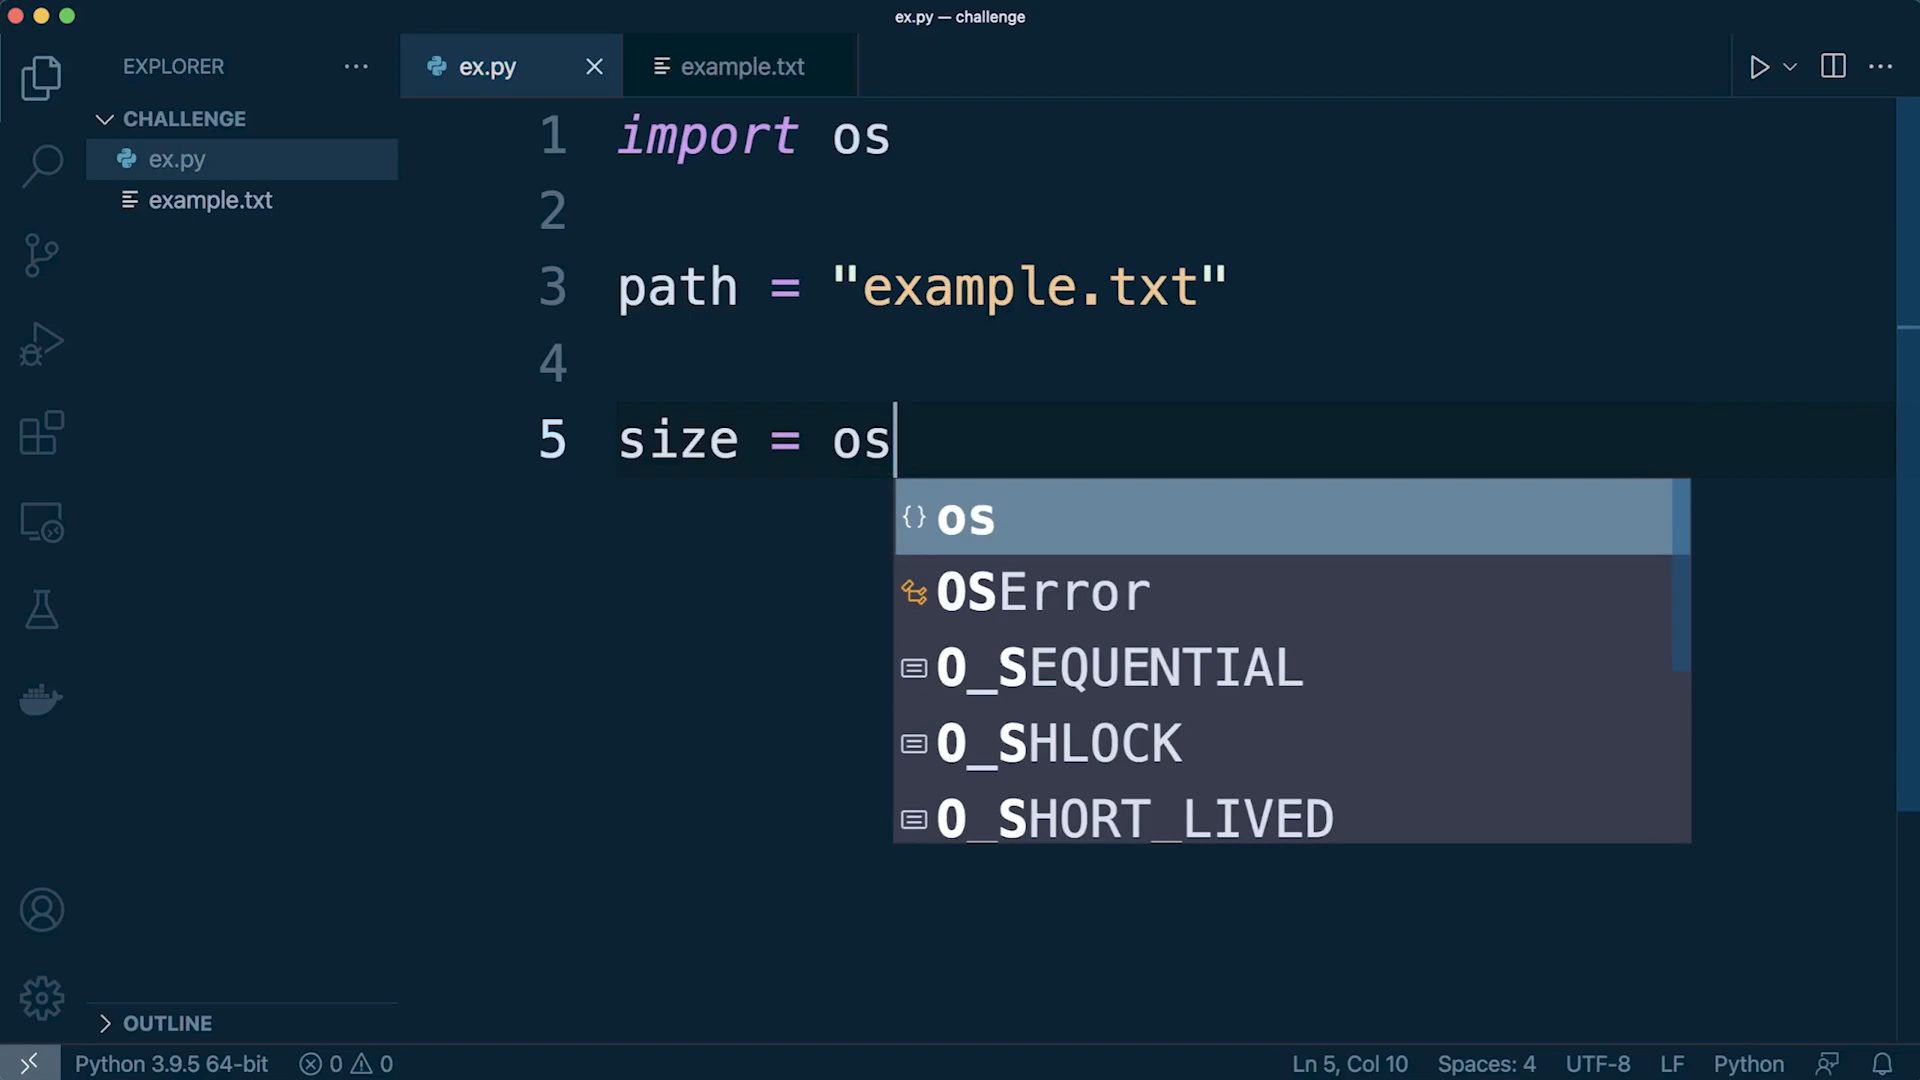 ex.py — challenge
EXPLORER
ex.py
example.txt
CHALLENGE
ex.py
example.txt
1 import os
2
3 path = "example.txt"
4
5 size = os
{} os
OSError
O_SEQUENTIAL
O_SHLOCK
O_SHORT_LIVED
OUTLINE
Python 3.9.5 64-bit 0 0 Ln 5, Col 10 Spaces: 4 UTF-8 LF Python